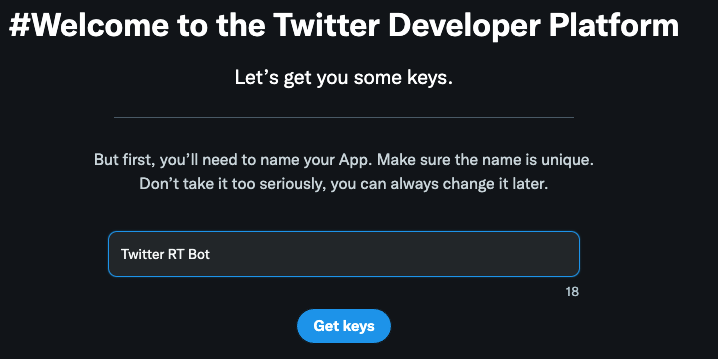 #Welcome to the Twitter Developer Platform
Let's get you some keys.
But first, you'll need to name your App. Make sure the name is unique.
Don't take it too seriously, you can always change it later.
Twitter RT Bot
18
Get keys